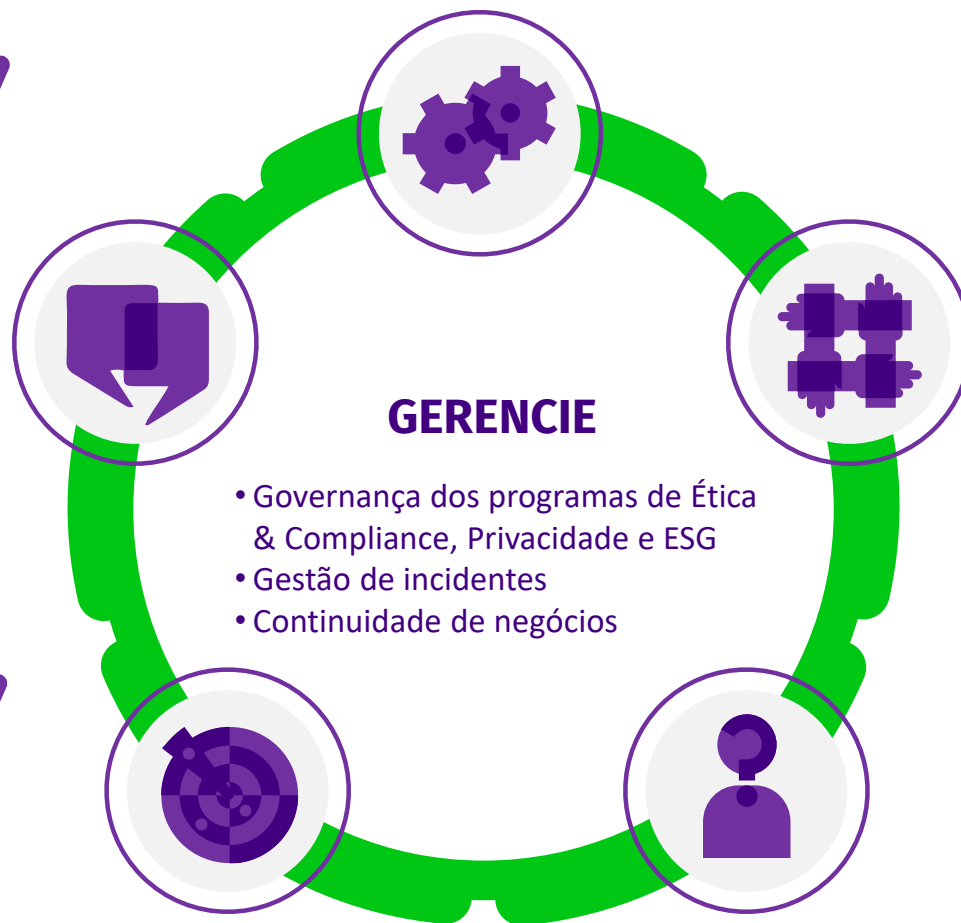 GERENCIE
• Governança dos programas de Ética
& Compliance, Privacidade e ESG
• Gestão de incidentes
• Continuidade de negócios